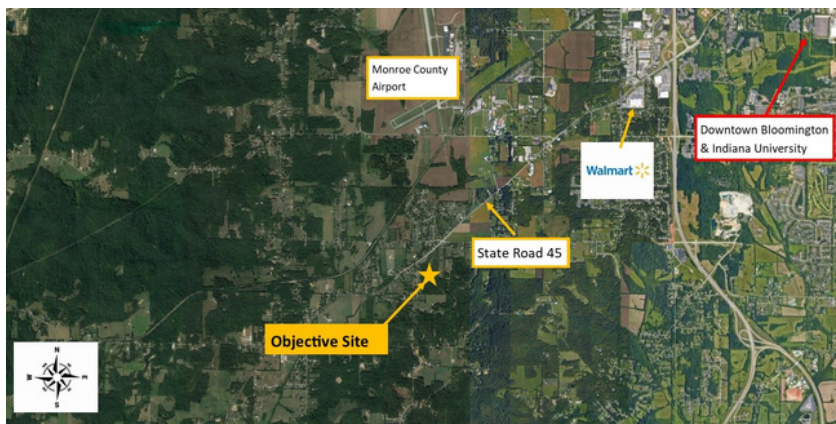 Monroe County
Airport
Downtown Bloomington
& Indiana University
Walmart
State Road 45
Objective Site
N
E
S